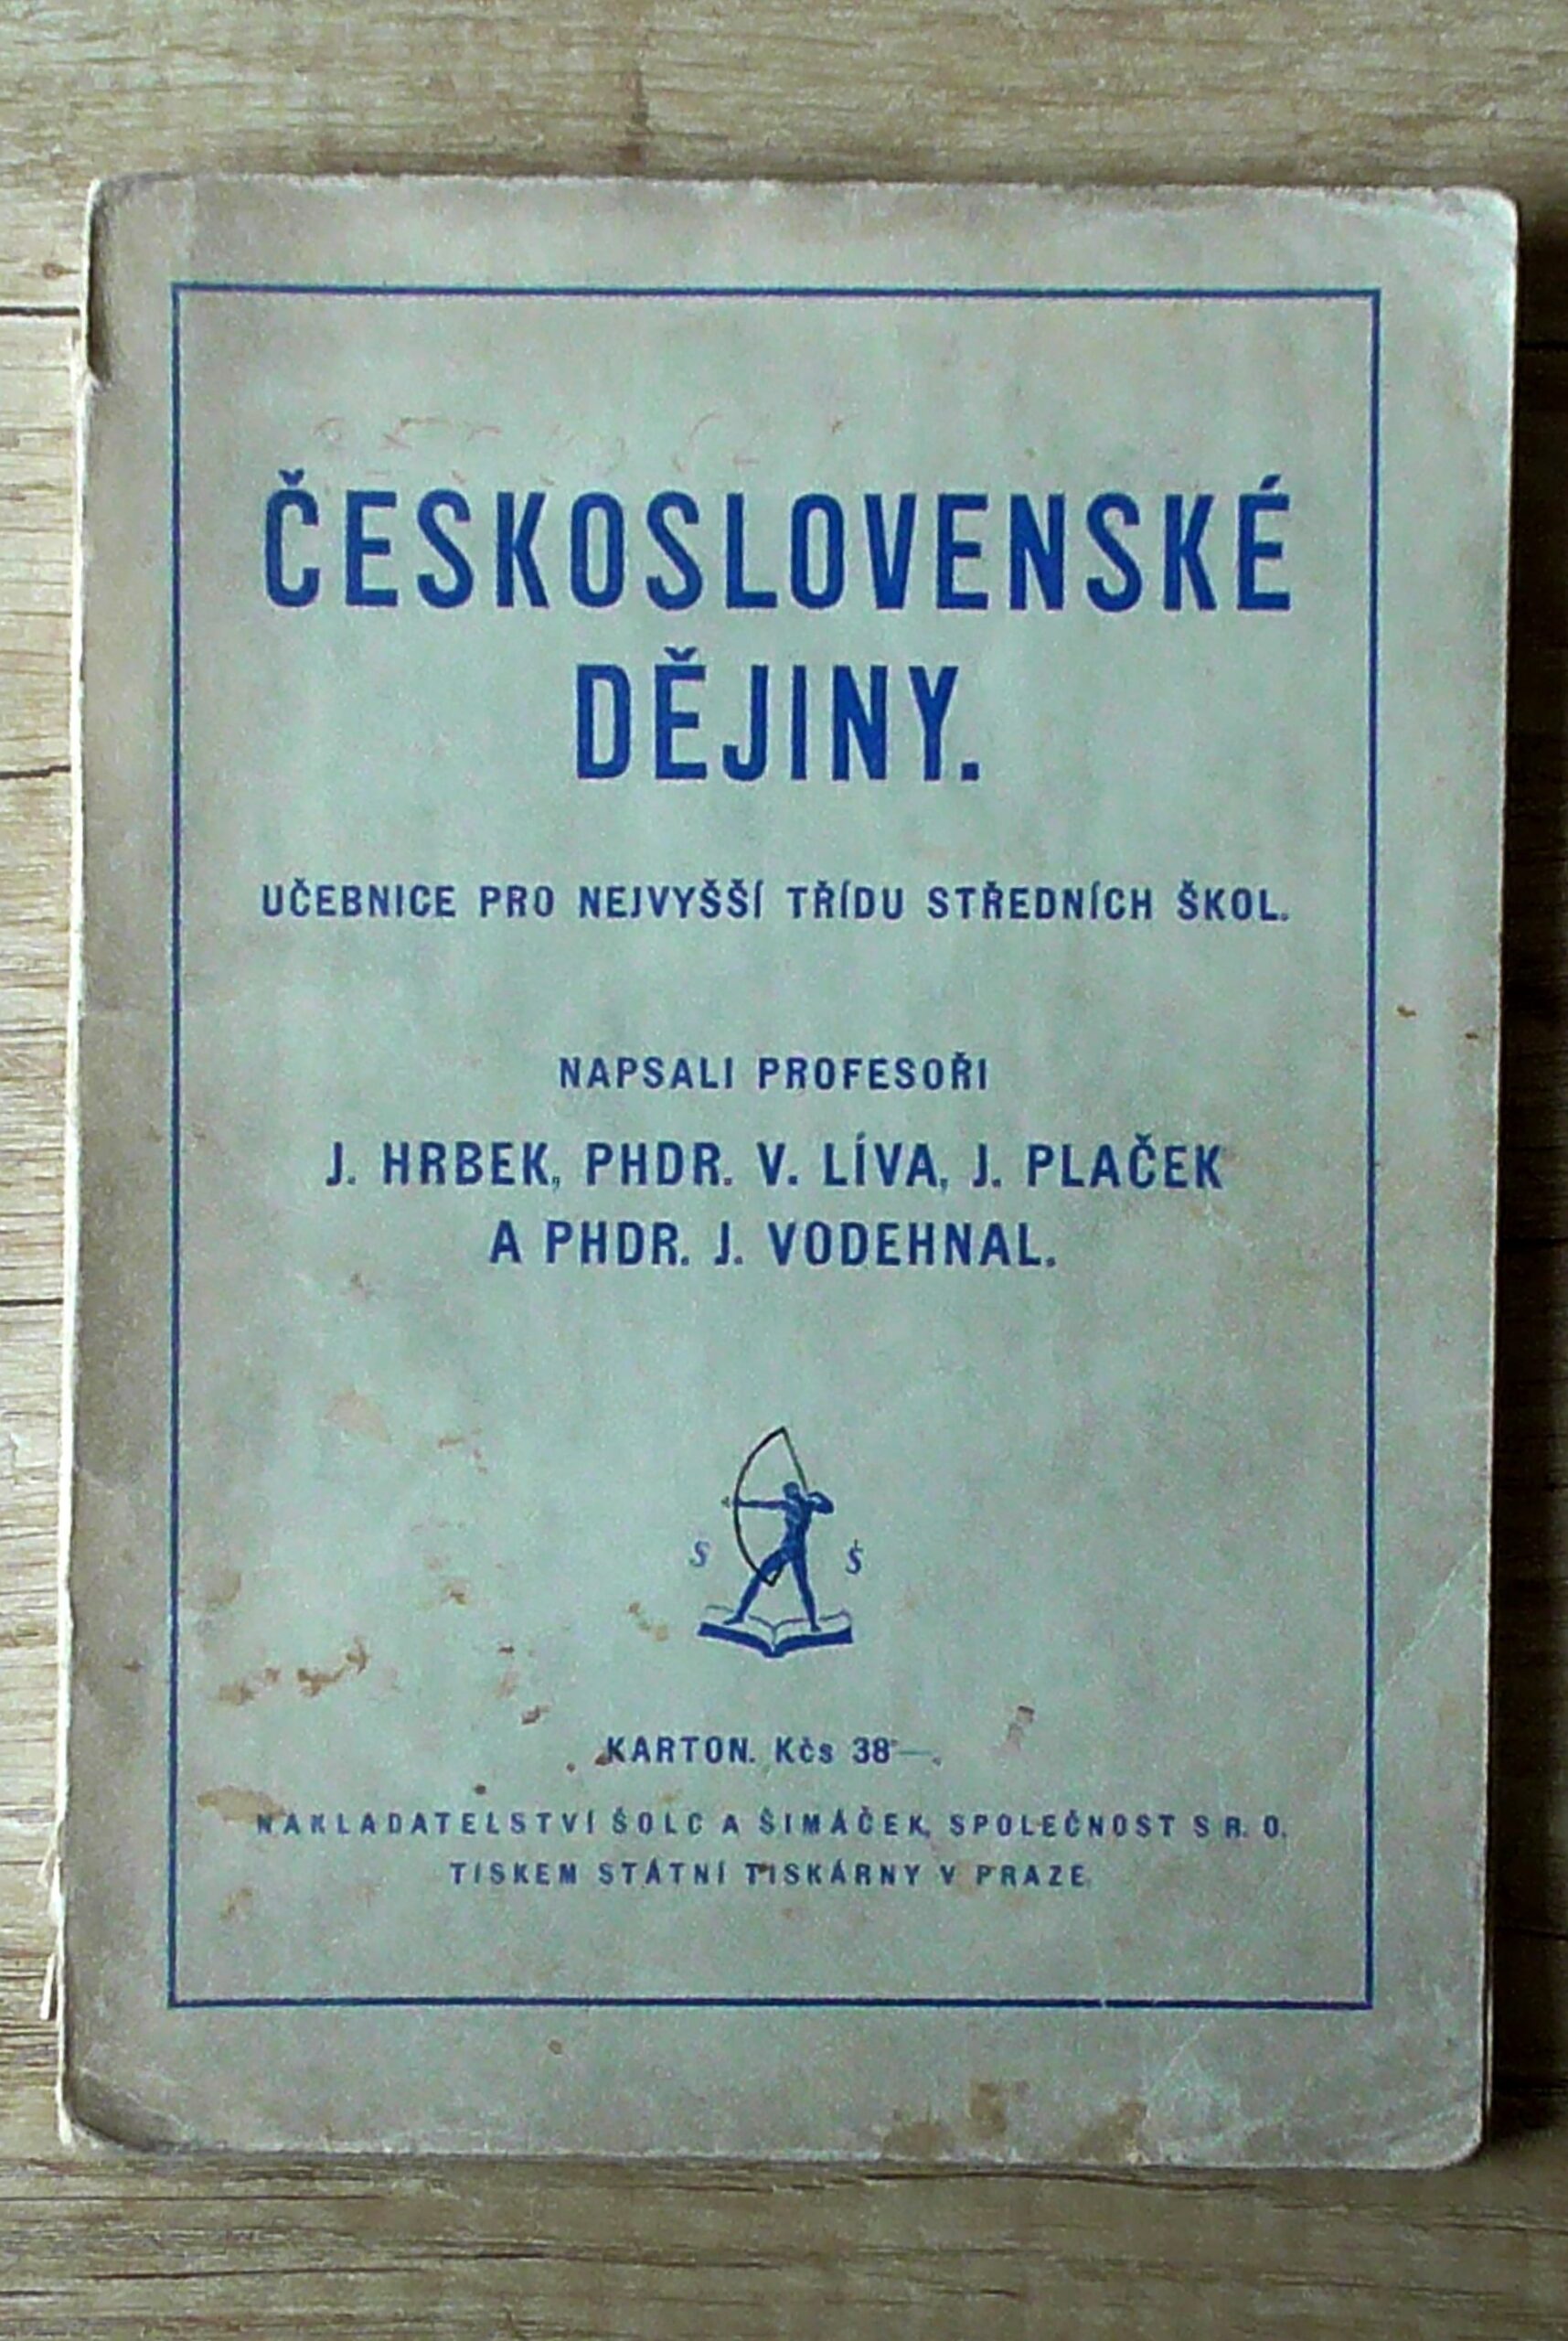 ČESKOSLOVENSKÉ
DĚJINY.
UČEBNICE PRO NEJVYŠŠÍ TŘÍDU STŘEDNÍCH ŠKOL.
NAPSALI PROFESOŘI
J. HRBEK, PHDR. V. LÍVA, J. PLAČEK
A PHDR. J. VODEHNAL.
S Š
KARTON. Kčs 38·—.
NAKLADATELSTVÍ ŠOLC A ŠIMÁČEK, SPOLEČNOST S R. O.
TISKEM STÁTNÍ TISKÁRNY V PRAZE